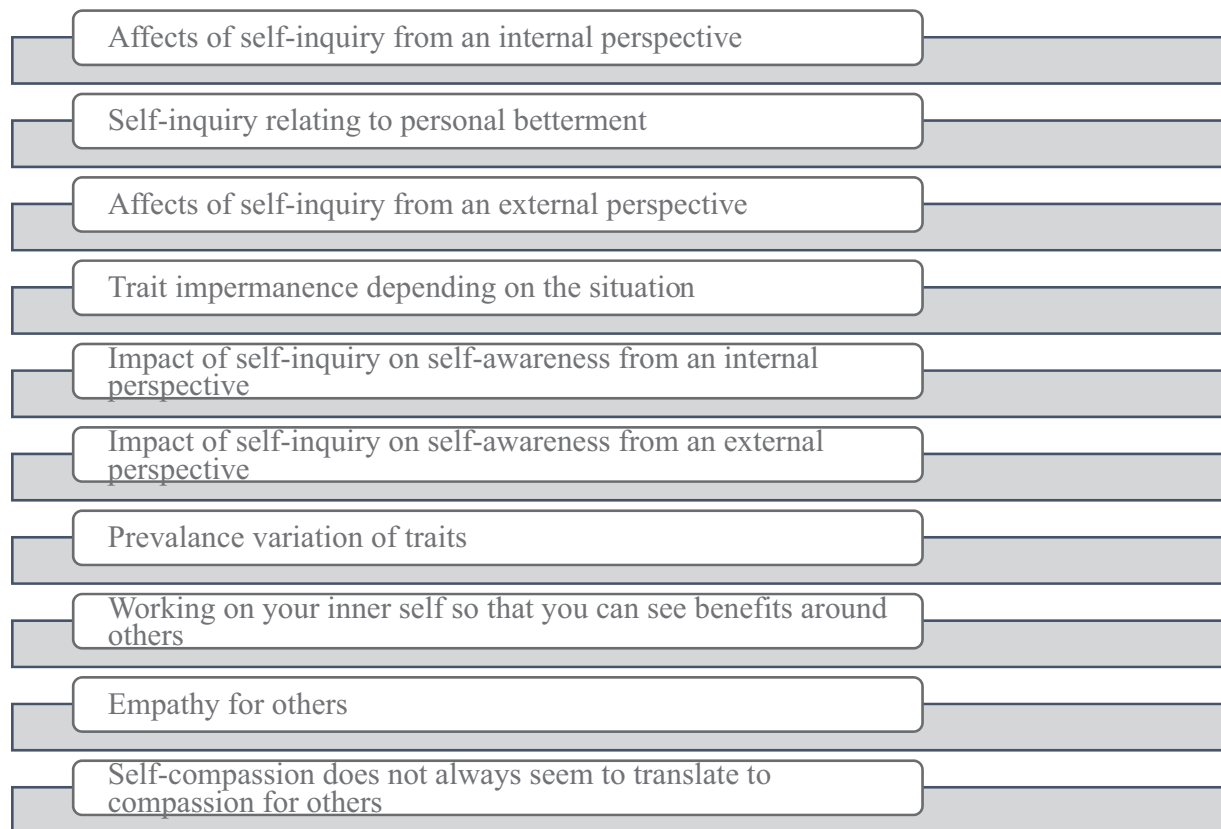 Affects of self-inquiry from an internal perspective
Self-inquiry relating to personal betterment
Affects of self-inquiry from an external perspective
Trait impermanence depending on the situation
Impact of self-inquiry on self-awareness from an internal
perspective
Impact of self-inquiry on self-awareness from an external
perspective
Prevalance variation of traits
Working on your inner self so that you can see benefits around
others
Empathy for others
Self-compassion does not always seem to translate to
compassion for others